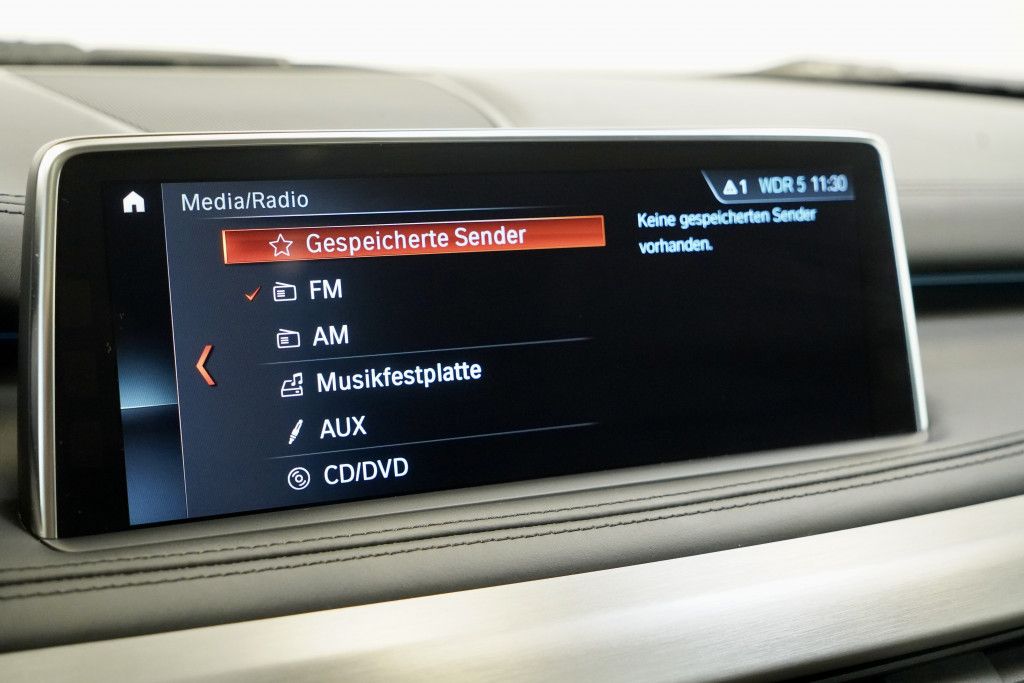 Media/Radio
1 WDR 5 11:30
Gespeicherte Sender
Keine gespeicherten Sender
vorhanden.
FM
AM
Musikfestplatte
AUX
CD/DVD